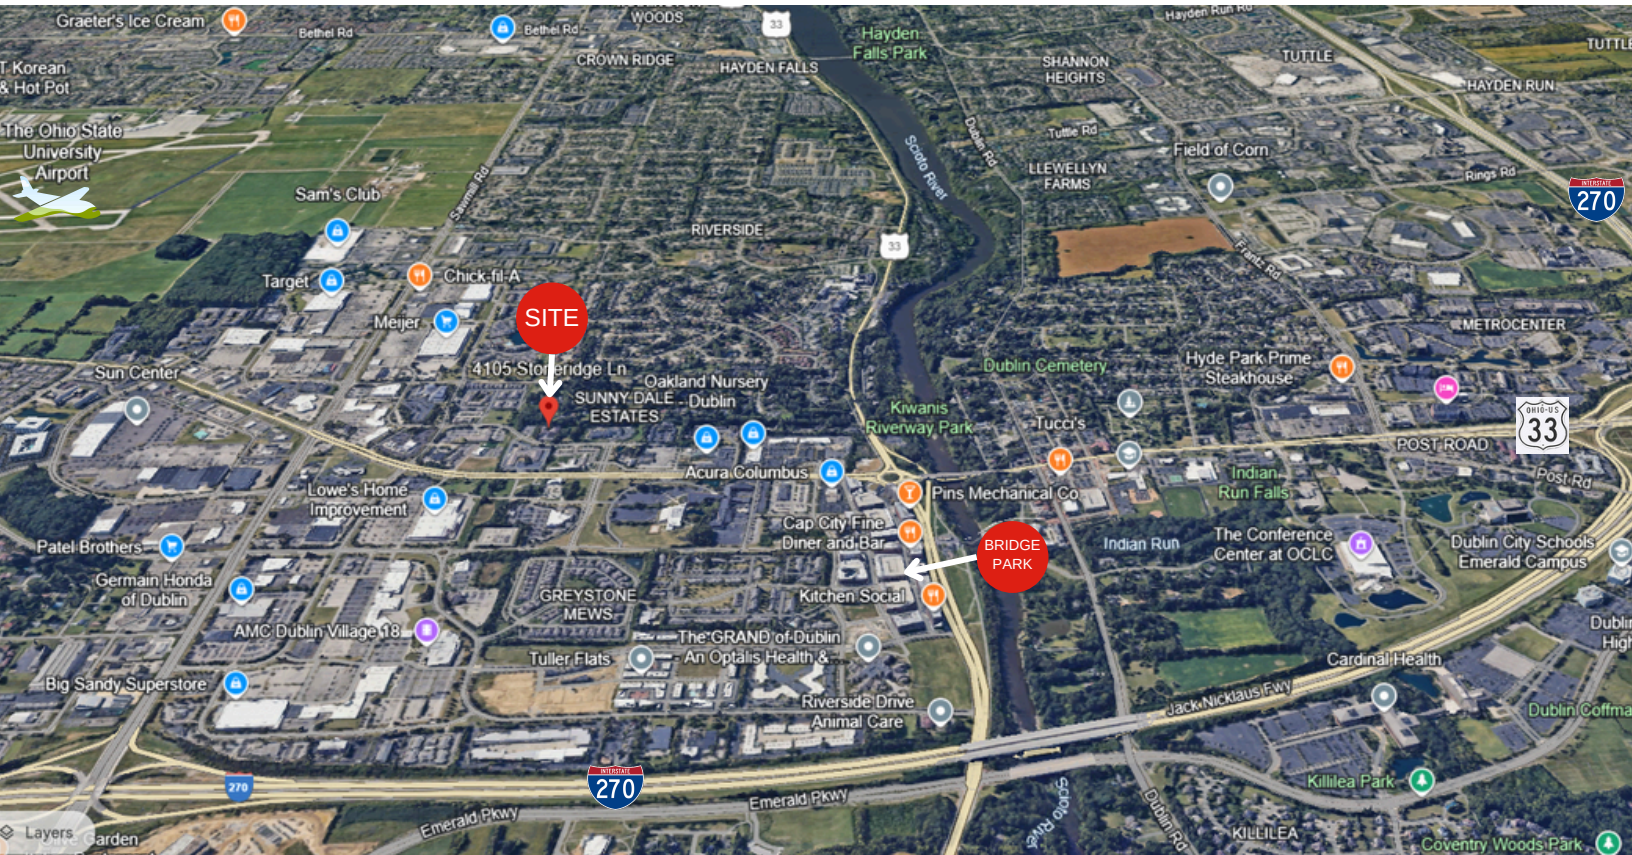 WOODS
33
Hayden Run Rd
Graeter's Ice Cream
Bethel Rd
Bethel Rd
Hayden
Falls Park
TUTTLE
CROWN RIDGE
HAYDEN FALLS
SHANNON
HEIGHTS
TUTTLE
T Korean
& Hot Pot
HAYDEN RUN
The Ohio State
University
Airport
Dublin Rd
Tuttle Rd
Scioto River
Field of Corn
LLEWELLYN
FARMS
Rings Rd
INTERSTATE
270
Sam's Club
Sawmill Rd
RIVERSIDE
33
Frantz Rd
Target
Chick-fil-A
Meijer
SITE
METROCENTER
Sun Center
4105 Stoneridge Ln
SUNNY DALE
ESTATES
Oakland Nursery
Dublin
Dublin Cemetery
Hyde Park Prime
Steakhouse
Kiwanis
Riverway Park
Tucci's
OHIO-US
33
POST ROAD
Post Rd
Acura Columbus
Lowe's Home
Improvement
Pins Mechanical Co
Indian
Run Falls
Cap City Fine
Diner and Bar
BRIDGE
PARK
Indian Run
The Conference
Center at OCLC
Dublin City Schools
Emerald Campus
Patel Brothers
Germain Honda
of Dublin
GREYSTONE
MEWS
Kitchen Social
AMC Dublin Village 18
The GRAND of Dublin
An Optalis Health &
Tuller Flats
Dublin
High
Cardinal Health
Big Sandy Superstore
Riverside Drive
Animal Care
Jack Nicklaus Fwy
Dublin Coffma
270
INTERSTATE
270
Emerald Pkwy
Emerald Pkwy
Scioto River
Dublin Rd
Killilea Park
KILLILEA
Layers
Olive Garden
Coventry Woods Park